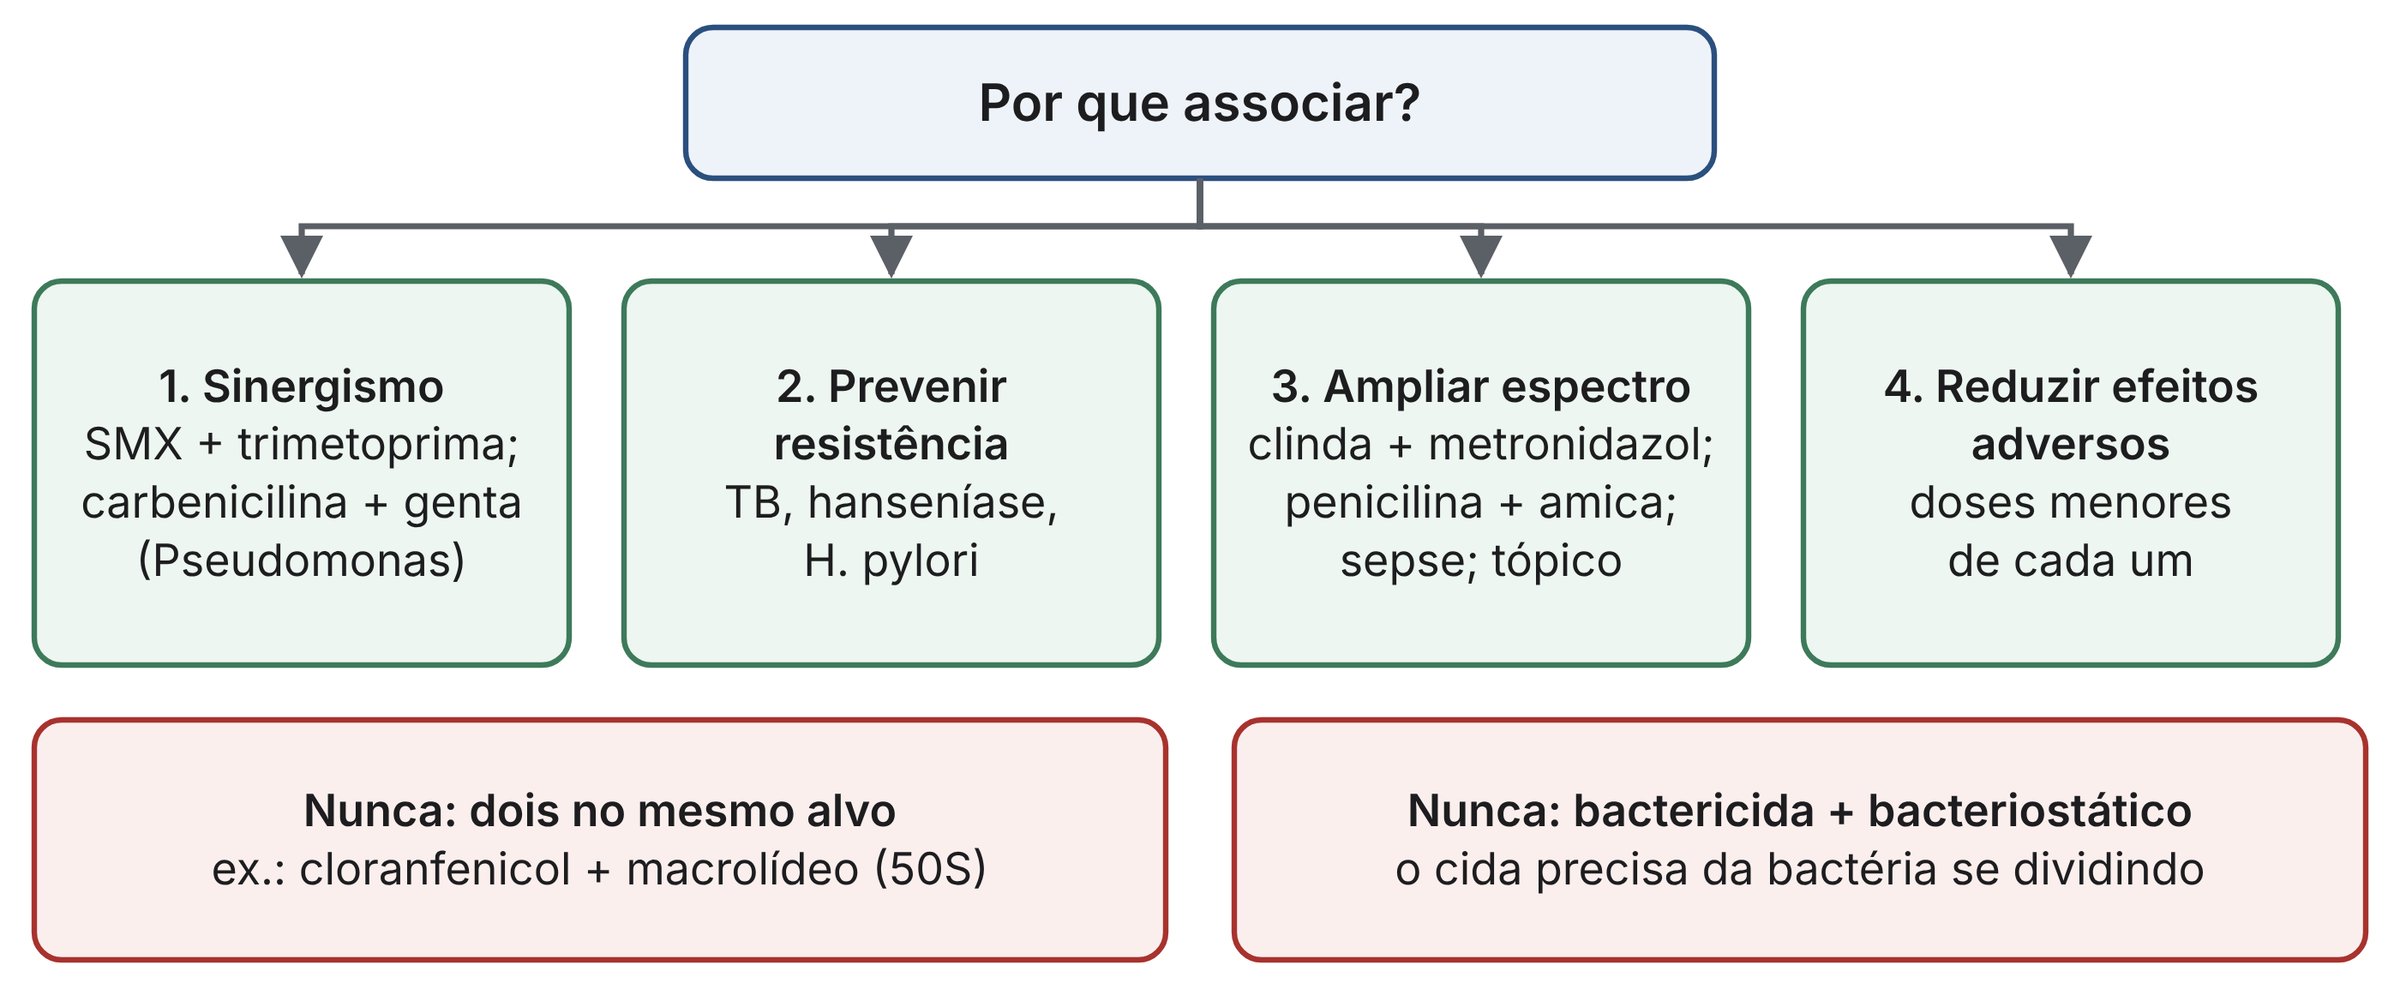 Por que associar?
1. Sinergismo
SMX + trimetoprima;
carbenicilina + genta
(Pseudomonas)
2. Prevenir
resistência
TB, hanseníase,
H. pylori
3. Ampliar espectro
clinda + metronidazol;
penicilina + amica;
sepse; tópico
4. Reduzir efeitos
adversos
doses menores
de cada um
Nunca: dois no mesmo alvo
ex.: cloranfenicol + macrolídeo (50S)
Nunca: bactericida + bacteriostático
o cida precisa da bactéria se dividindo